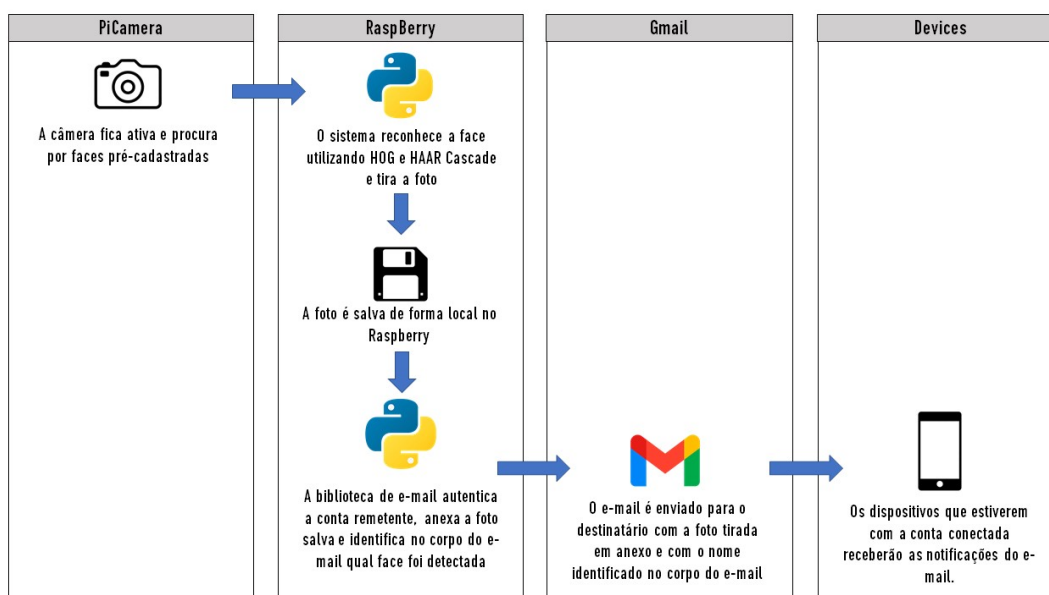 PiCamera
A câmera fica ativa e procura
por faces pré-cadastradas
RaspBerry
O sistema reconhece a face
utilizando HOG e HAAR Cascade
e tira a foto
A foto é salva de forma local no
Raspberry
A biblioteca de e-mail autentica
a conta remetente, anexa a foto
salva e identifica no corpo do e-
mail qual face foi detectada
Gmail
O e-mail é enviado para o
destinatário com a foto tirada
em anexo e com o nome
identificado no corpo do e-mail
Devices
Os dispositivos que estiverem
com a conta conectada
receberão as notificações do e-
mail.